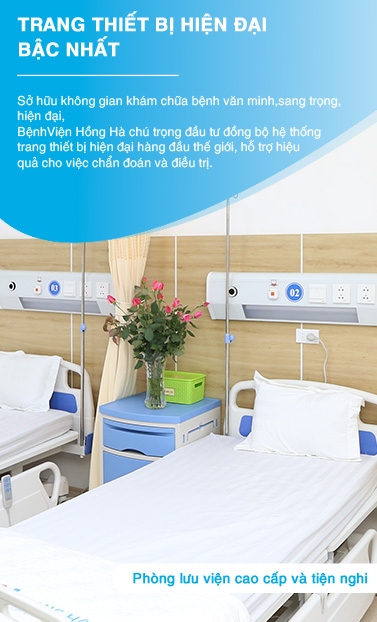 TRANG THIẾT BỊ HIỆN ĐẠI
BẬC NHẤT
Sở hữu không gian khám chữa bệnh văn minh,sang trọng,
hiện đại,
BệnhViện Hồng Hà chú trọng đầu tư đồng bộ hệ thống
trang thiết bị hiện đại hàng đầu thế giới, hỗ trợ hiệu
quả cho việc chẩn đoán và điều trị.
03
02
Phòng lưu viện cao cấp và tiện nghi